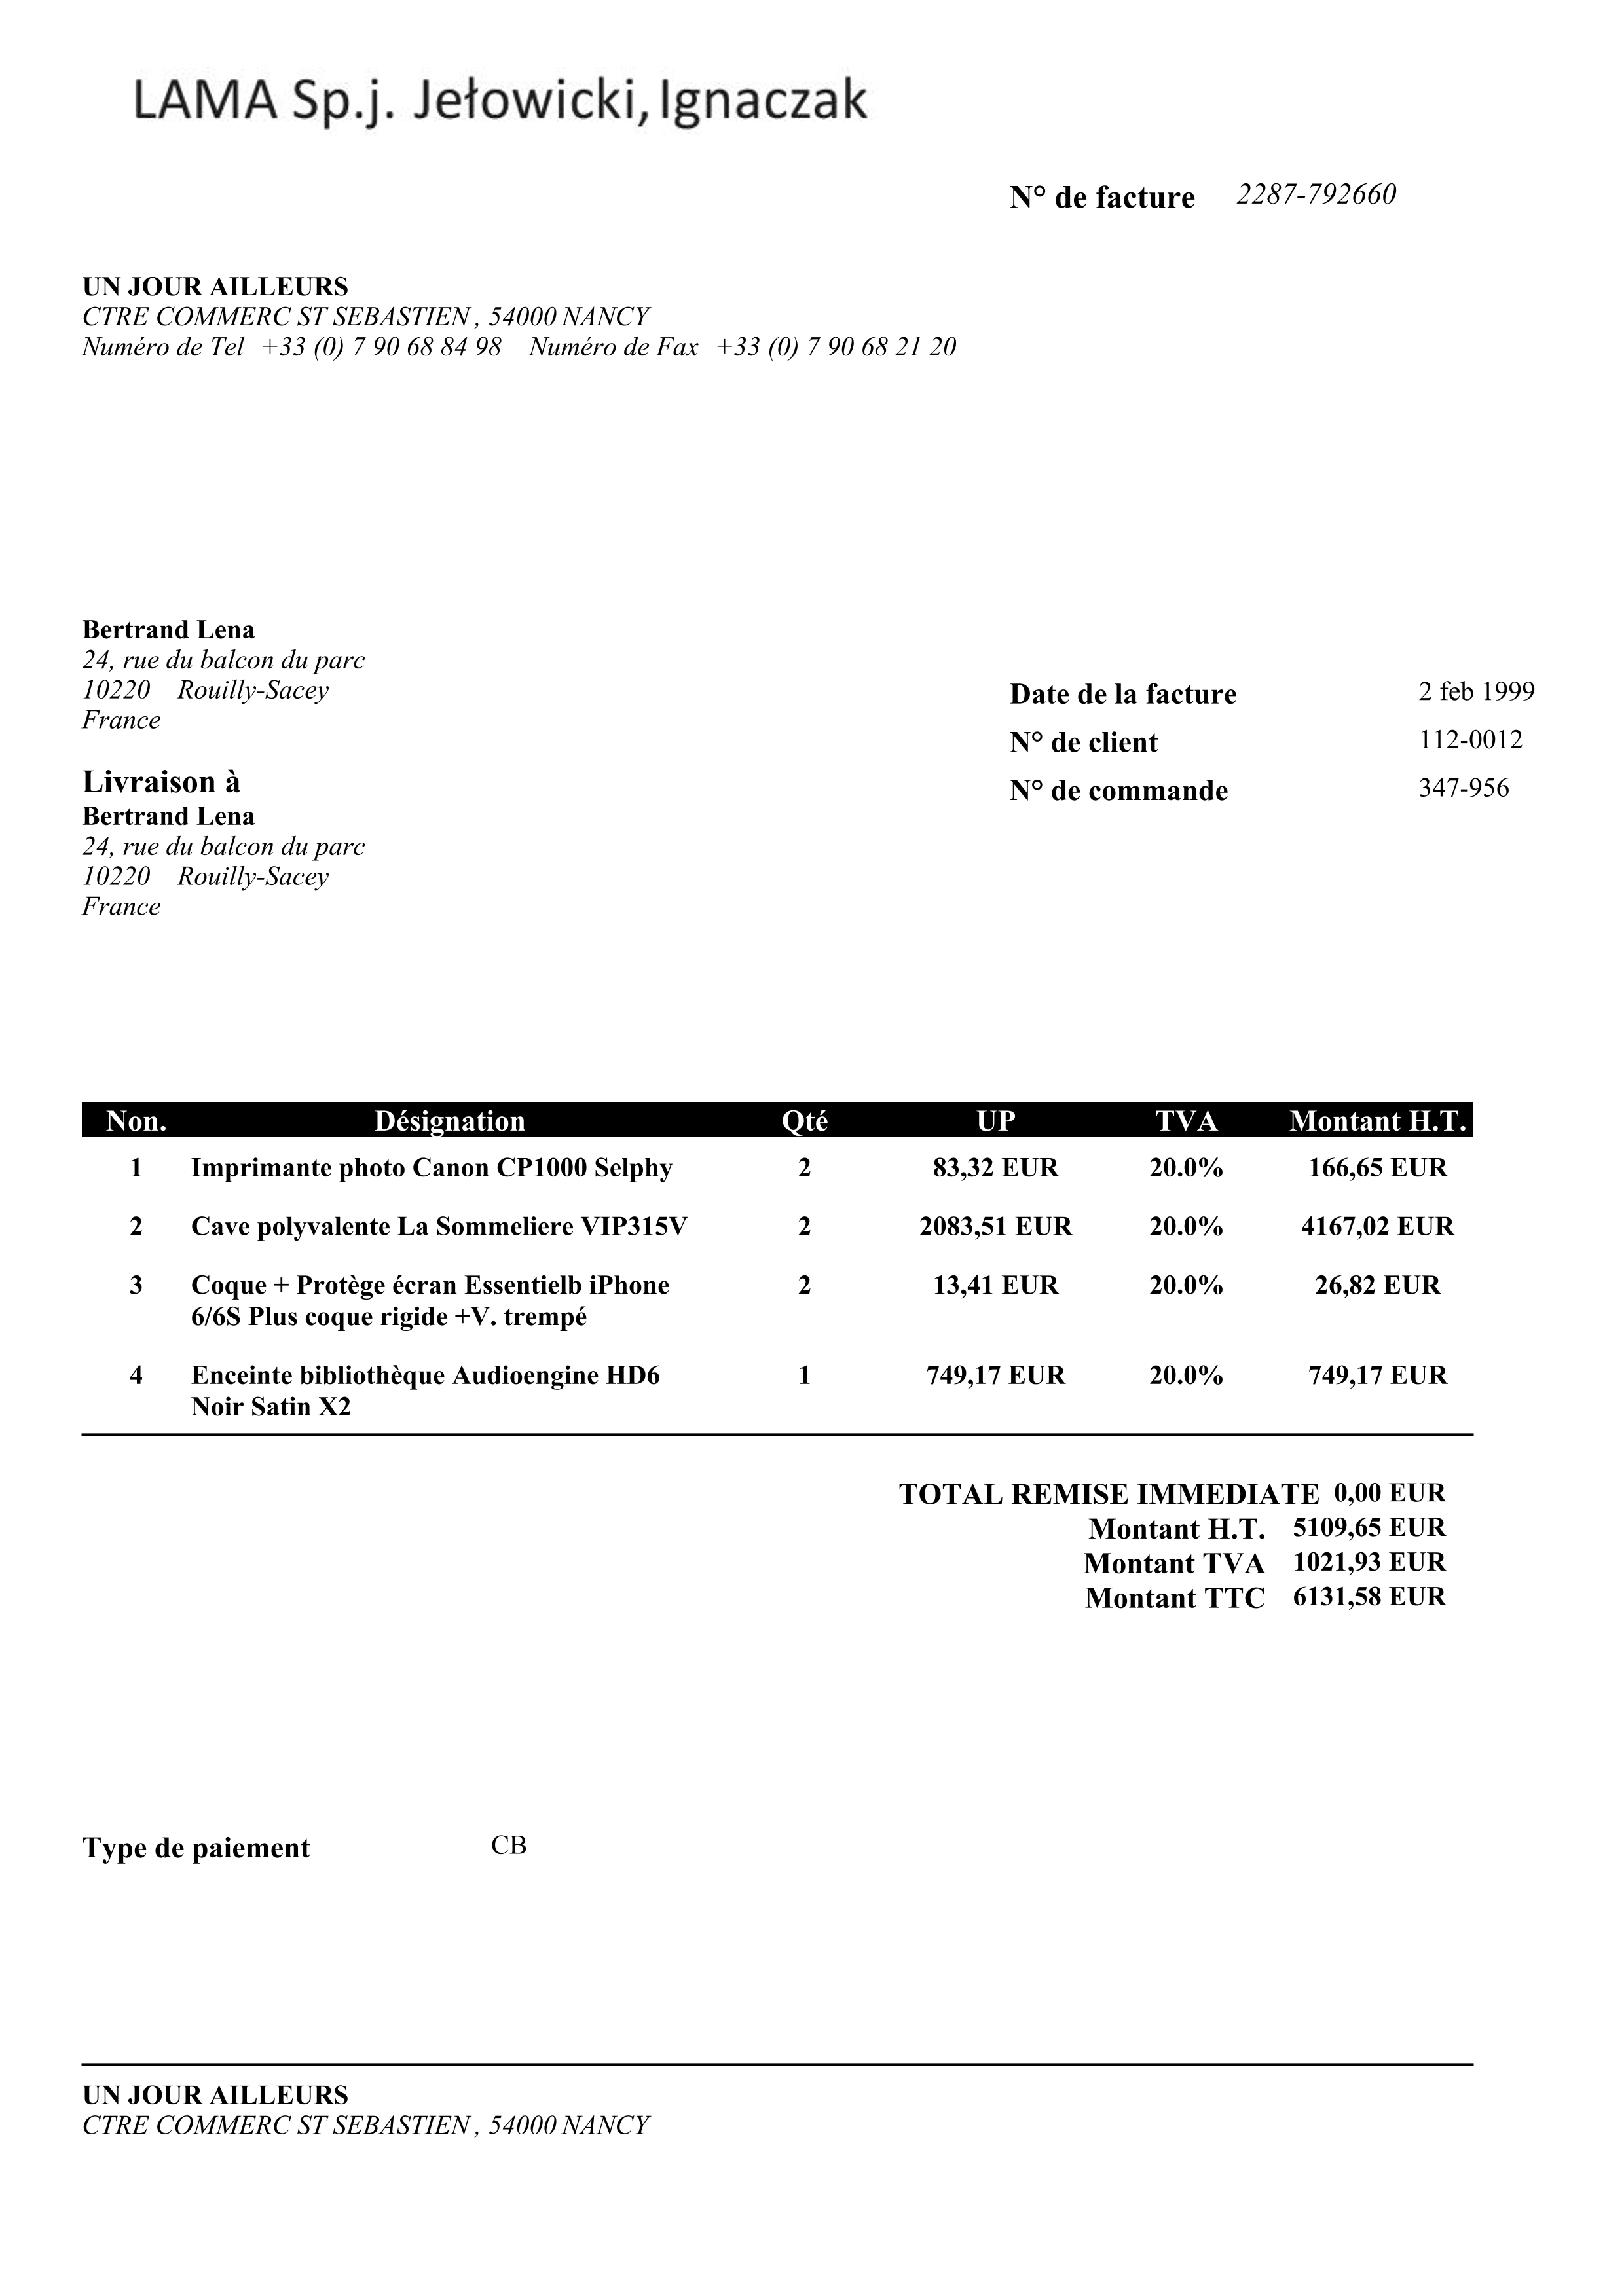 LAMA Sp.j. Jełowicki, Ignaczak
N° de facture 2287-792660
UN JOUR AILLEURS
CTRE COMMERC ST SEBASTIEN , 54000 NANCY
Numéro de Tel +33 (0) 7 90 68 84 98 Numéro de Fax +33 (0) 7 90 68 21 20
Bertrand Lena
24, rue du balcon du parc
10220 Rouilly-Sacey
France
Date de la facture 2 feb 1999
N° de client 112-0012
N° de commande 347-956
Livraison à
Bertrand Lena
24, rue du balcon du parc
10220 Rouilly-Sacey
France
Non. Désignation Qté UP TVA Montant H.T.
1 Imprimante photo Canon CP1000 Selphy 2 83,32 EUR 20.0% 166,65 EUR
2 Cave polyvalente La Sommeliere VIP315V 2 2083,51 EUR 20.0% 4167,02 EUR
3 Coque + Protège écran Essentielb iPhone 2 13,41 EUR 20.0% 26,82 EUR
6/6S Plus coque rigide +V. trempé
4 Enceinte bibliothèque Audioengine HD6 1 749,17 EUR 20.0% 749,17 EUR
Noir Satin X2
TOTAL REMISE IMMEDIATE 0,00 EUR
Montant H.T. 5109,65 EUR
Montant TVA 1021,93 EUR
Montant TTC 6131,58 EUR
Type de paiement CB
UN JOUR AILLEURS
CTRE COMMERC ST SEBASTIEN , 54000 NANCY